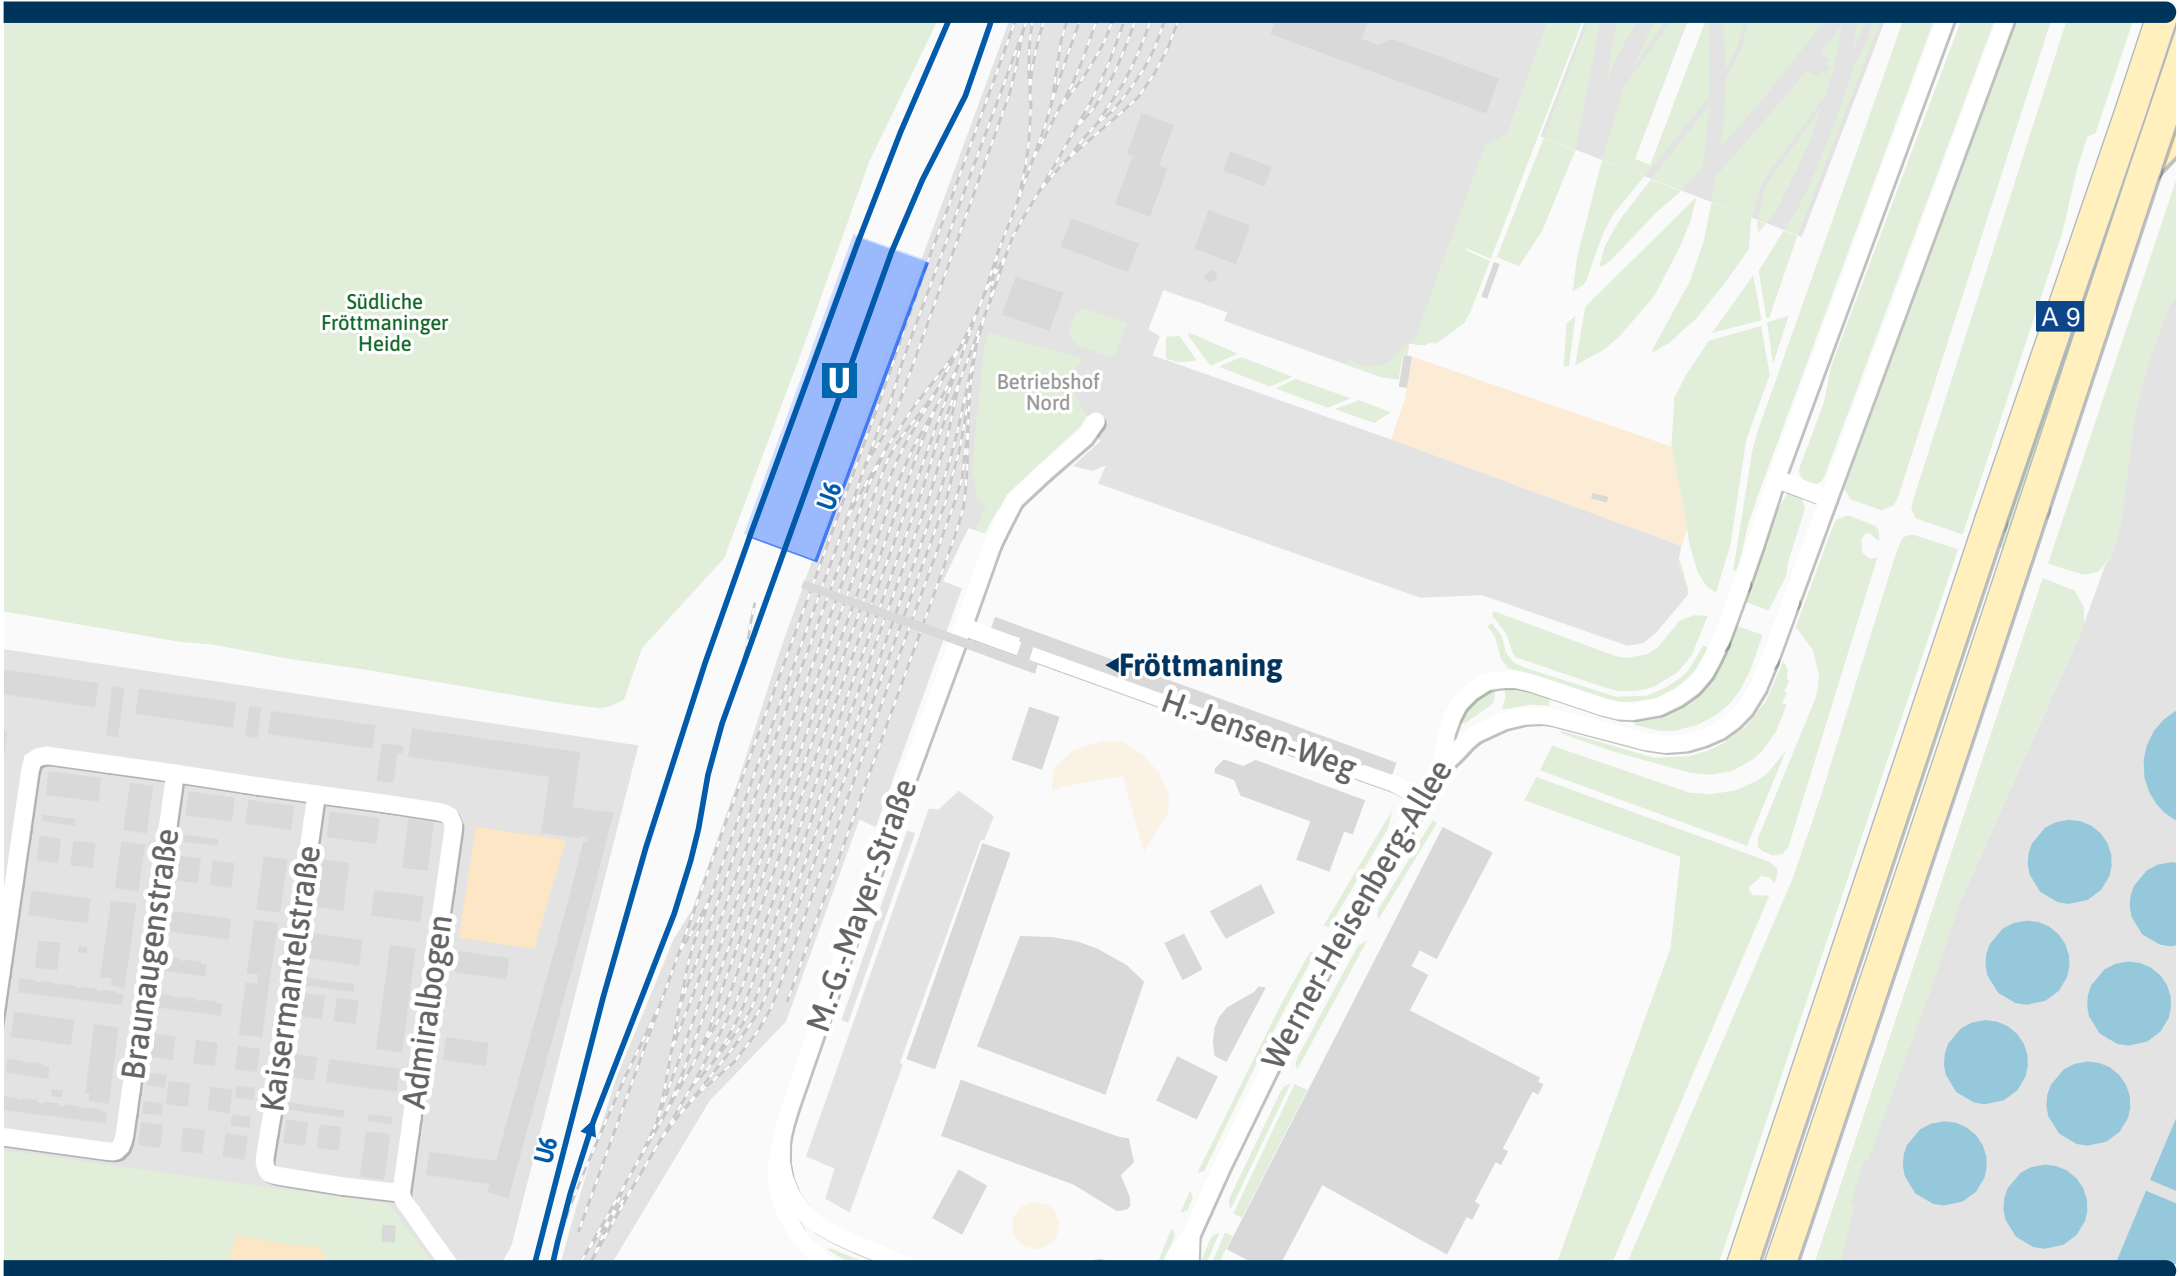 Südliche
Fröttmaninger
Heide
A 9
U
Betriebshof
Nord
U6
Fröttmaning
H.-Jensen-Weg
M.-G.-Mayer-Straße
Werner-Heisenberg-Allee
Braunaugenstraße
Kaisermantelstraße
Admiralbogen
U6